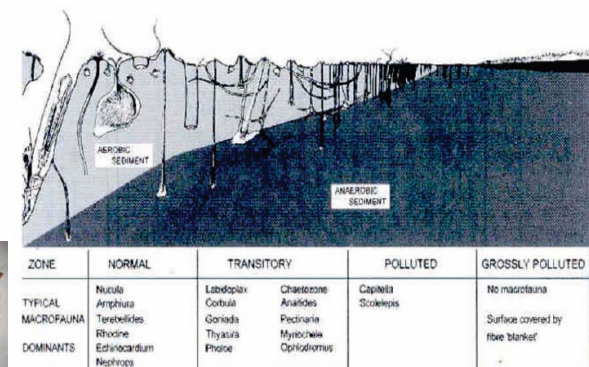 AEROBIC
SEDIMENT
ANAEROBIC
SEDIMENT
ZONE NORMAL TRANSITORY POLLUTED GROSSLY POLLUTED
Nucula Labidoplax Chaetozone Capitella No macrofauna
TYPICAL Amphiura Corbula Anaitides Scolelepis
MACROFAUNA Terebellides Goniada Pectinaria Surface covered by
Rhodine Thyasira Myriochele fibre 'blanket'
DOMINANTS Echinocardium Pholoe Ophiodromus
Nephrops